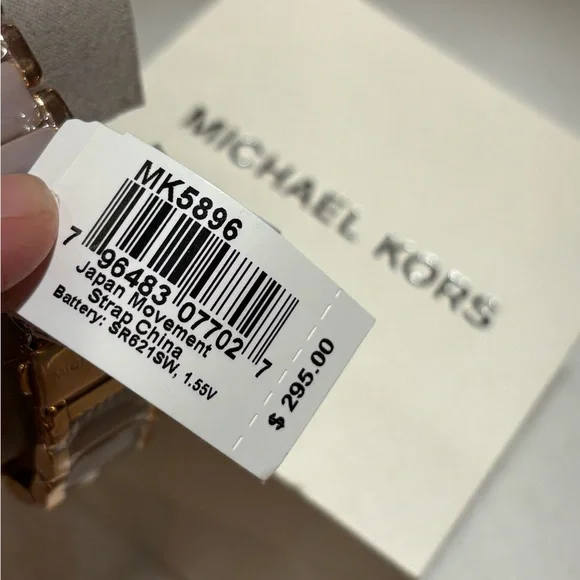 MICHAEL KORS
MK5896
7 96483 07702 7
Japan Movement
Strap China
Battery: SR621SW, 1.55V
$ 295.00